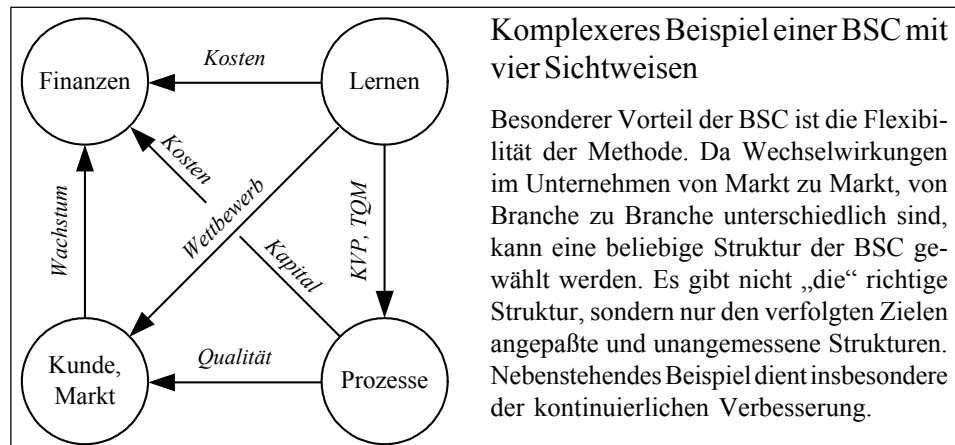 Finanzen
Kosten
Lernen
Kosten
Wettbewerb
Wachstum
KVP, TQM
Kapital
Kunde,
Markt
Qualität
Prozesse
Komplexeres Beispiel einer BSC mit
vier Sichtweisen
Besonderer Vorteil der BSC ist die Flexibi-
lität der Methode. Da Wechselwirkungen
im Unternehmen von Markt zu Markt, von
Branche zu Branche unterschiedlich sind,
kann eine beliebige Struktur der BSC ge-
wählt werden. Es gibt nicht „die“ richtige
Struktur, sondern nur den verfolgten Zielen
angepaßte und unangemessene Strukturen.
Nebenstehendes Beispiel dient insbesondere
der kontinuierlichen Verbesserung.